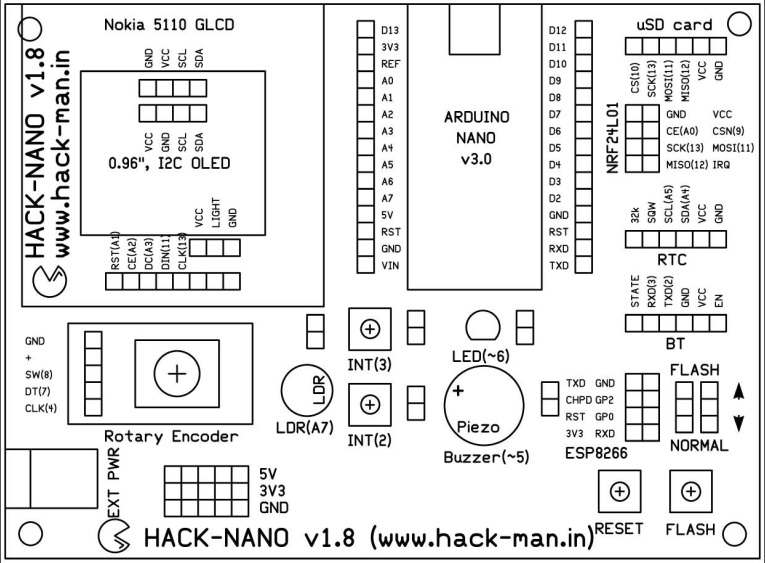 Nokia 5110 GLCD
GND
VCC
SCL
SDA
VCC
GND
SCL
SDA
0.96", I2C OLED
VCC
LIGHT
GND
RST(A1)
CE(A2)
DC(A3)
DIN(11)
CLK(13)
HACK-NANO v1.8
www.hack-man.in
D13
3V3
REF
A0
A1
A2
A3
A4
A5
A6
A7
5V
RST
GND
VIN
ARDUINO
NANO
v3.0
D12
D11
D10
D9
D8
D7
D6
D5
D4
D3
D2
GND
RST
RXD
TXD
uSD card
CS(10)
SCK(13)
MOSI(11)
MISO(12)
VCC
GND
NRF24L01
GND VCC
CE(A0) CSN(9)
SCK(13) MOSI(11)
MISO(12) IRQ
32k
SQW
SCL(A5)
SDA(A4)
VCC
GND
RTC
STATE
RXD(3)
TXD(2)
GND
VCC
EN
BT
GND
+
SW(8)
DT(7)
CLK(4)
Rotary Encoder
LDR
LDR(A7)
INT(3)
INT(2)
LED(~6)
+
Piezo
Buzzer(~5)
TXD GND
CHPD GP2
RST GP0
3V3 RXD
ESP8266
FLASH
NORMAL
EXT PWR
5V
3V3
GND
RESET
FLASH
HACK-NANO v1.8 (www.hack-man.in)